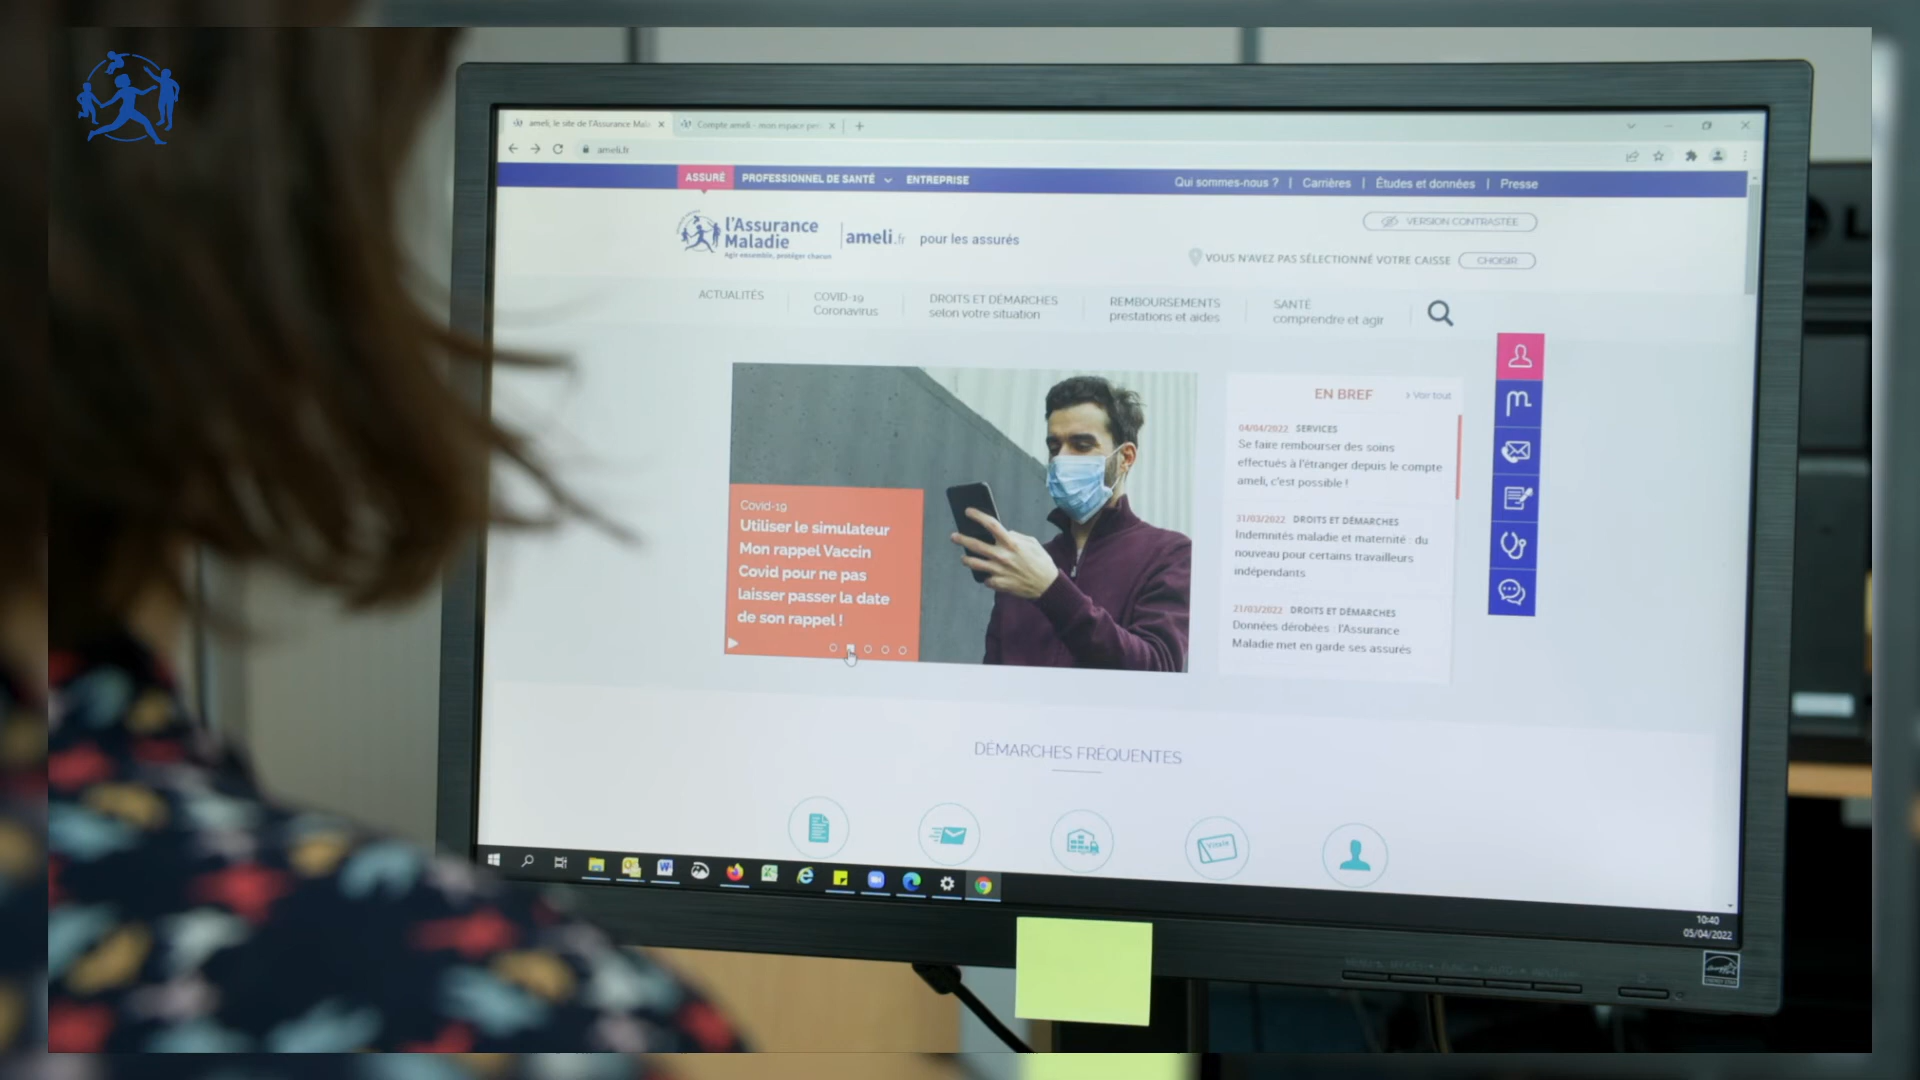 ameli, le site de l'Assurance Mal
Compte ameli - mon espace per
ameli.fr
ASSURÉ
PROFESSIONNEL DE SANTÉ
ENTREPRISE
Qui sommes-nous ? | Carrières | Études et données | Presse
l'Assurance
Maladie
Agir ensemble, protéger chacun
ameli.fr pour les assurés
VERSION CONTRASTÉE
VOUS N'AVEZ PAS SÉLECTIONNÉ VOTRE CAISSE
CHOISIR
ACTUALITÉS
COVID-19
Coronavirus
DROITS ET DÉMARCHES
selon votre situation
REMBOURSEMENTS
prestations et aides
SANTÉ
comprendre et agir
Covid-19
Utiliser le simulateur
Mon rappel Vaccin
Covid pour ne pas
laisser passer la date
de son rappel !
EN BREF
> Voir tout
04/04/2022 SERVICES
Se faire rembourser des soins
effectués à l'étranger depuis le compte
ameli, c'est possible !
31/03/2022 DROITS ET DÉMARCHES
Indemnités maladie et maternité : du
nouveau pour certains travailleurs
indépendants
21/03/2022 DROITS ET DÉMARCHES
Données dérobées : l'Assurance
Maladie met en garde ses assurés
DÉMARCHES FRÉQUENTES
Vitale
10:40
05/04/2022